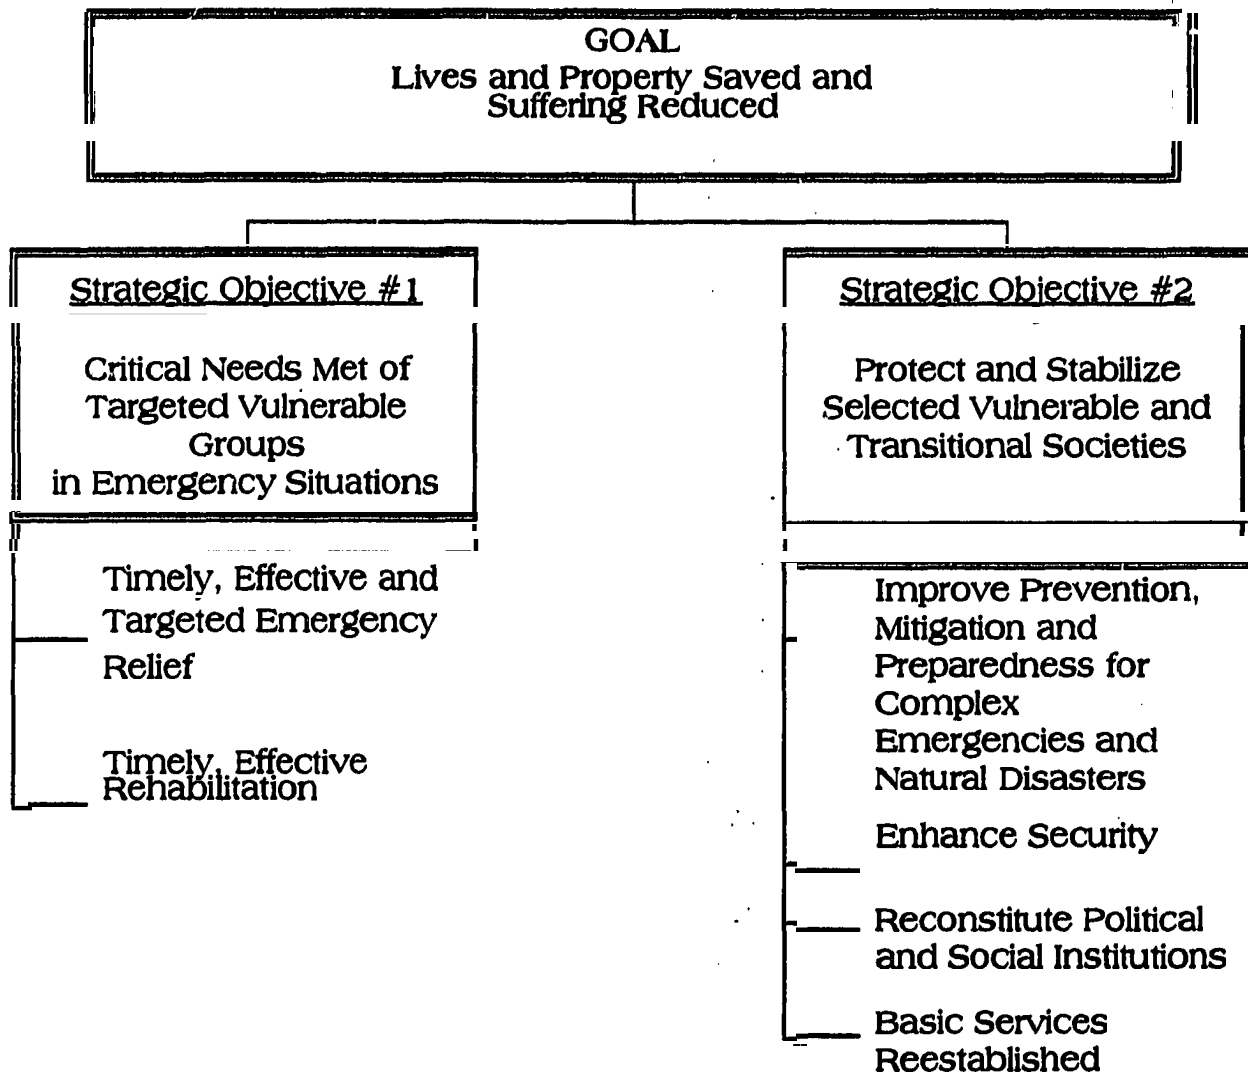 GOAL
Lives and Property Saved and
Suffering Reduced
Strategic Objective #1
Critical Needs Met of
Targeted Vulnerable
Groups
in Emergency Situations
Timely, Effective and
Targeted Emergency
Relief
Timely, Effective
Rehabilitation
Strategic Objective #2
Protect and Stabilize
Selected Vulnerable and
Transitional Societies
Improve Prevention,
Mitigation and
Preparedness for
Complex
Emergencies and
Natural Disasters
Enhance Security
Reconstitute Political
and Social Institutions
Basic Services
Reestablished